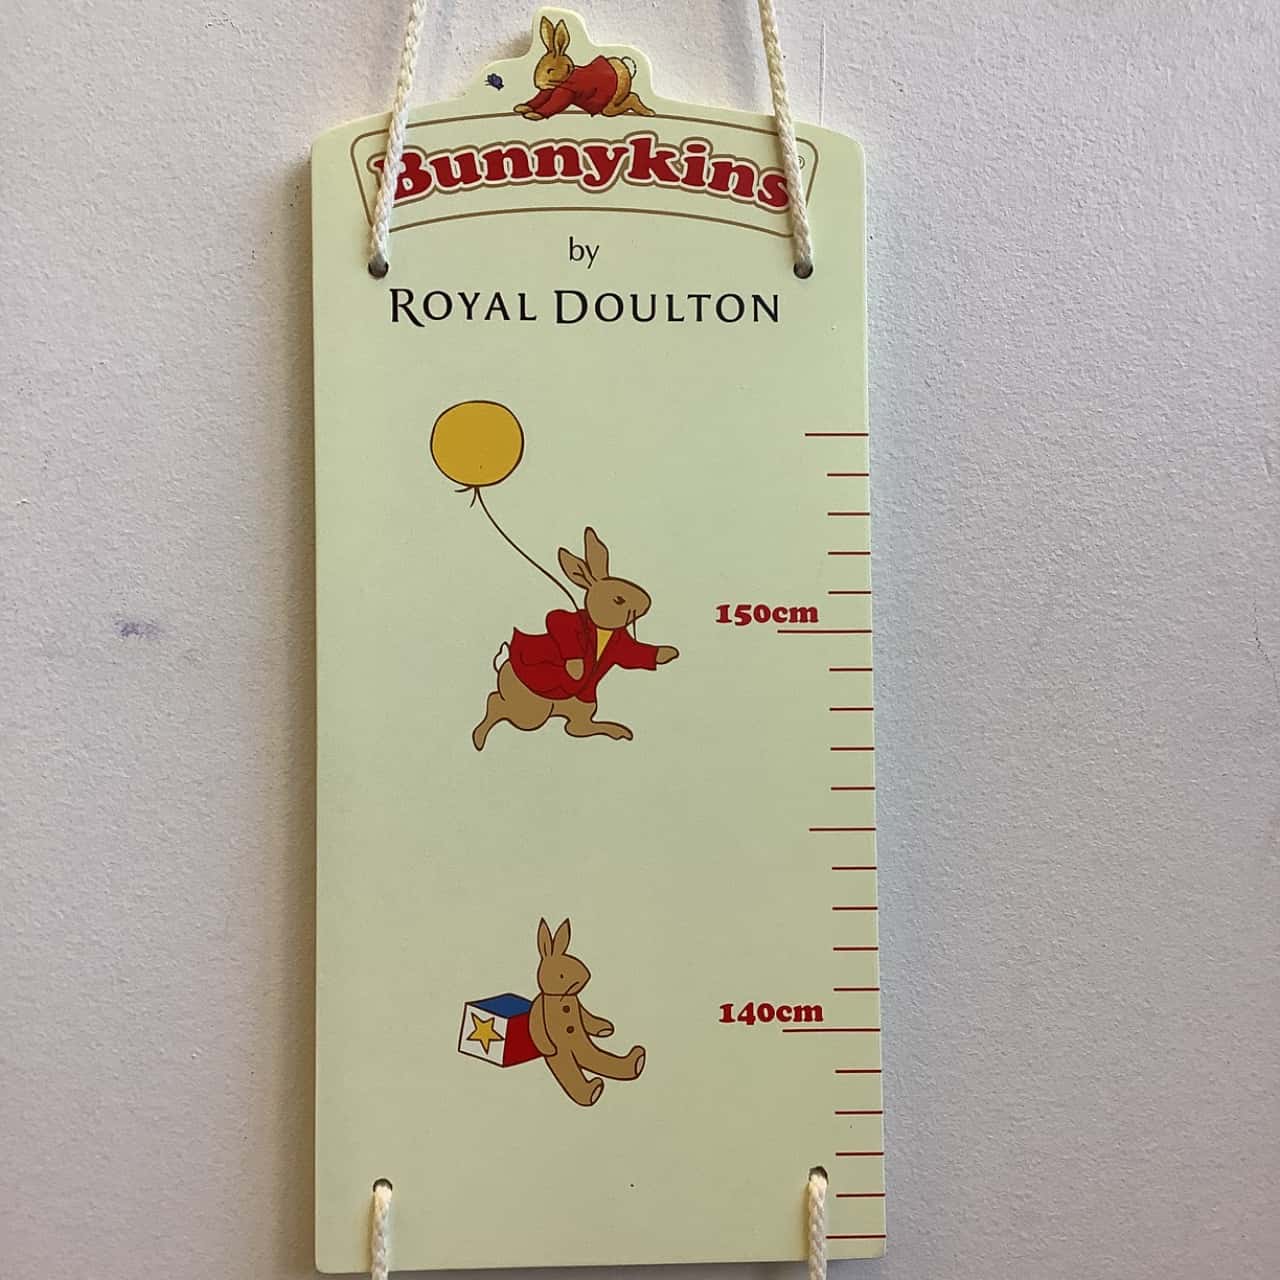 Bunnykins®
by
ROYAL DOULTON
150cm
140cm